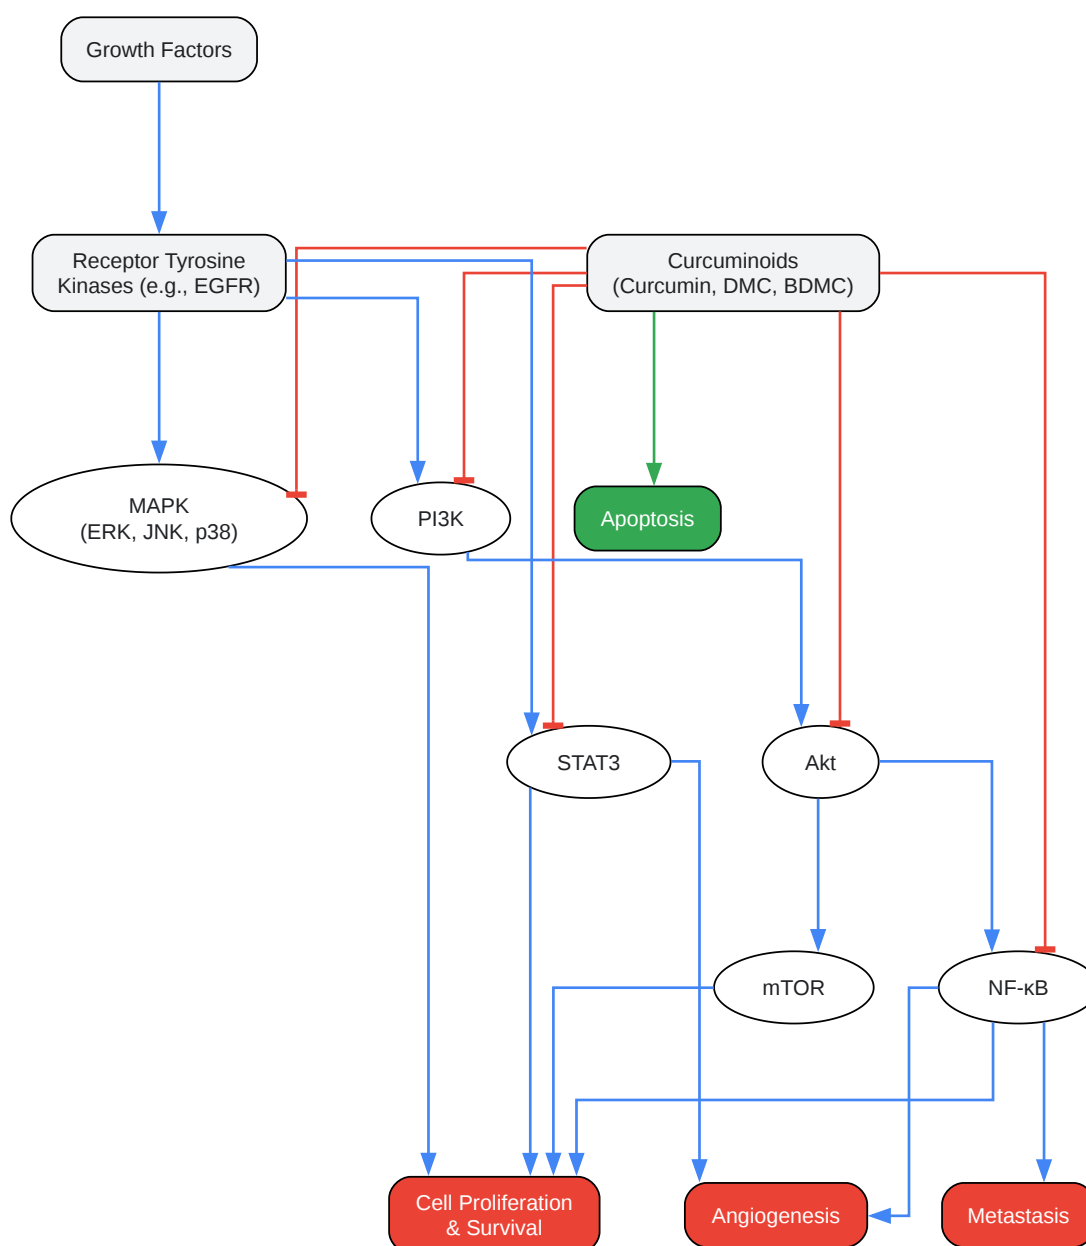 Growth Factors
Receptor Tyrosine
Kinases (e.g., EGFR)
Curcuminoids
(Curcumin, DMC, BDMC)
MAPK
(ERK, JNK, p38)
PI3K
Apoptosis
STAT3
Akt
mTOR
NF-κB
Cell Proliferation
& Survival
Angiogenesis
Metastasis